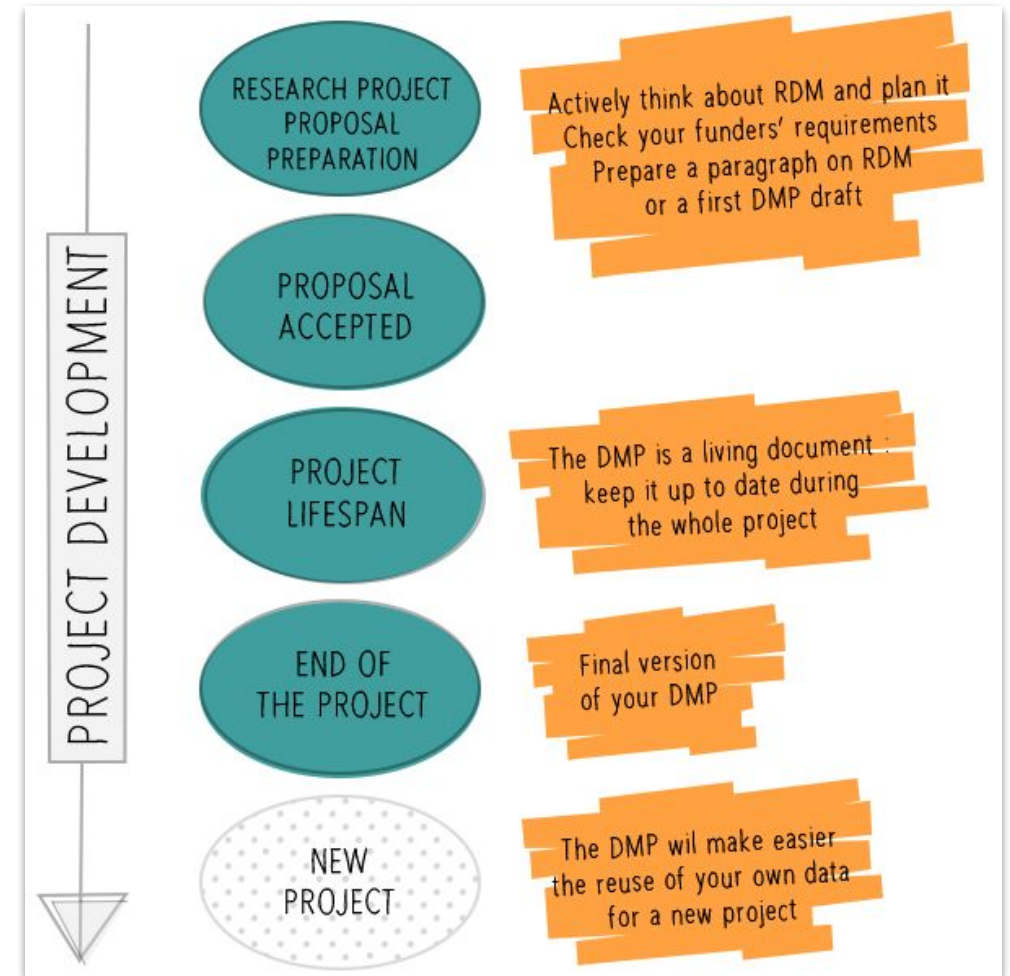 PROJECT DEVELOPMENT
RESEARCH PROJECT
PROPOSAL
PREPARATION
Actively think about RDM and plan it
Check your funders' requirements
Prepare a paragraph on RDM
or a first DMP draft
PROPOSAL
ACCEPTED
PROJECT
LIFESPAN
The DMP is a living document :
keep it up to date during
the whole project
END OF
THE PROJECT
Final version
of your DMP
NEW
PROJECT
The DMP wil make easier
the reuse of your own data
for a new project